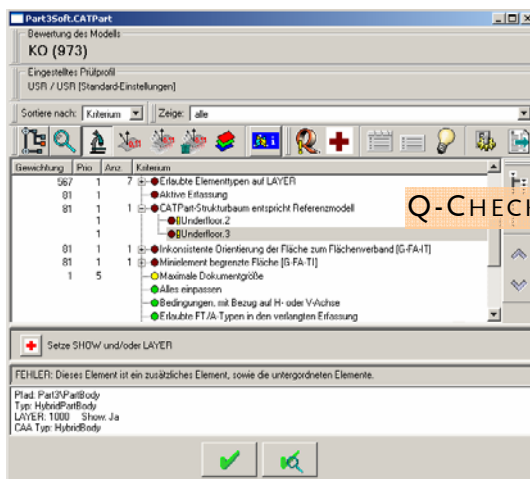 Part3Soft.CATPart
Bewertung des Modells
KO (973)
Eingestelltes Prüfprofil
USR / USR [Standard-Einstellungen]
Sortiere nach: Kriterium Zeige: alle
Gewichtung Prio Anz. Kriterium
567 1 7 Erlaubte Elementtypen auf LAYER
81 1 Aktive Erfassung
81 1 1 CATPart-Strukturbaum entspricht Referenzmodell
1 Underfloor.2
1 Underfloor.3
Q-CHECK
81 1 1 Inkonsistente Orientierung der Fläche zum Flächenverband [G-FA-IT]
81 1 1 Minielement begrenzte Fläche [G-FA-TI]
1 5 Maximale Dokumentgröße
Alles einpassen
Bedingungen, mit Bezug auf H- oder V-Achse
Erlaubte FT/A-Typen in den verlangten Erfassung
Setze SHOW und/oder LAYER
FEHLER: Dieses Element ist ein zusätzliches Element, sowie die untergordneten Elemente.
Pfad: Part3\PartBody
Typ: HybridPartBody
LAYER: 1000 Show: Ja
CAA Typ: HybridBody